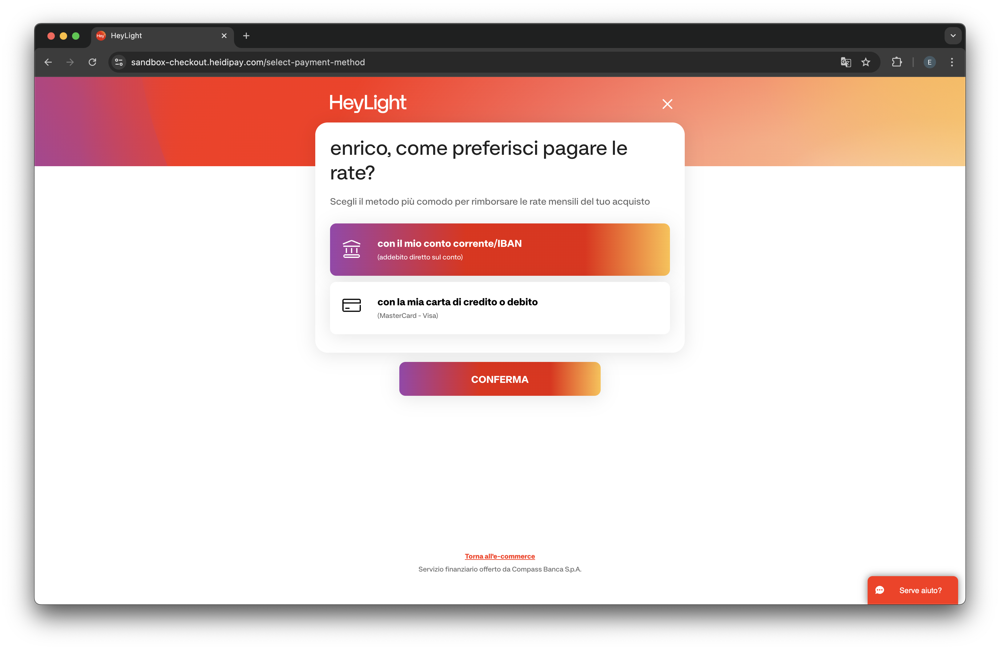 Hey
HeyLight
sandbox-checkout.heidipay.com/select-payment-method
E
HeyLight
enrico, come preferisci pagare le
rate?
Scegli il metodo più comodo per rimborsare le rate mensili del tuo acquisto
con il mio conto corrente/IBAN
(addebito diretto sul conto)
con la mia carta di credito o debito
(MasterCard - Visa)
CONFERMA
Torna all'e-commerce
Servizio finanziario offerto da Compass Banca S.p.A.
Serve aiuto?